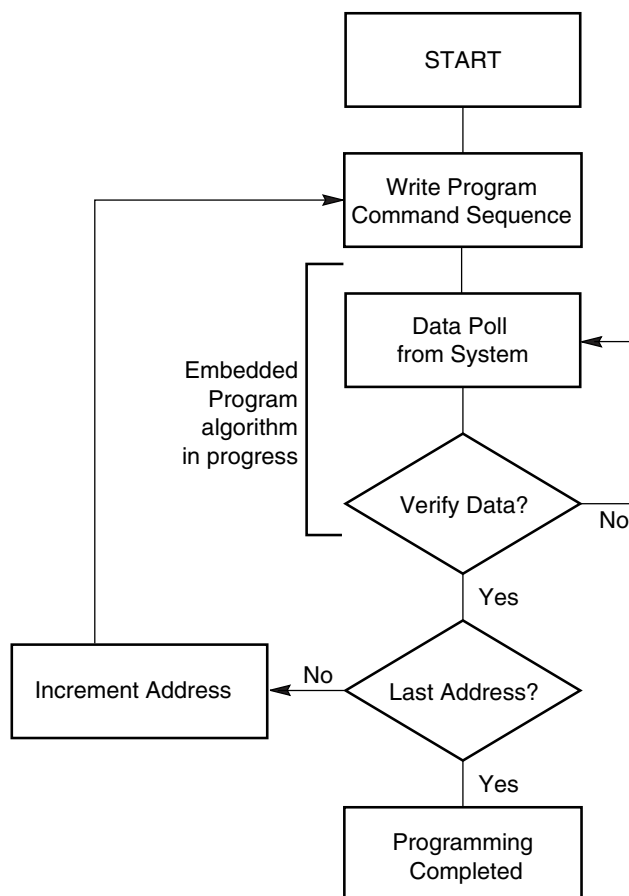 START
Write Program
Command Sequence
Data Poll
from System
Embedded
Program
algorithm
in progress
Verify Data?
No
Yes
Increment Address
No
Last Address?
Yes
Programming
Completed